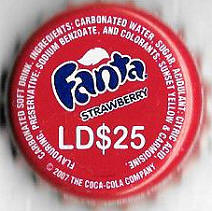 CARBONATED SOFT DRINK. INGREDIENTS: CARBONATED WATER, SUGAR, ACIDULANT: CITRIC ACID
FLAVOURING, PRESERVATIVE: SODIUM BENZOATE, AND COLORANTS: SUNSET YELLOW & CARMOISINE.
Fanta
STRAWBERRY
LD$25
© 2007 THE COCA-COLA COMPANY